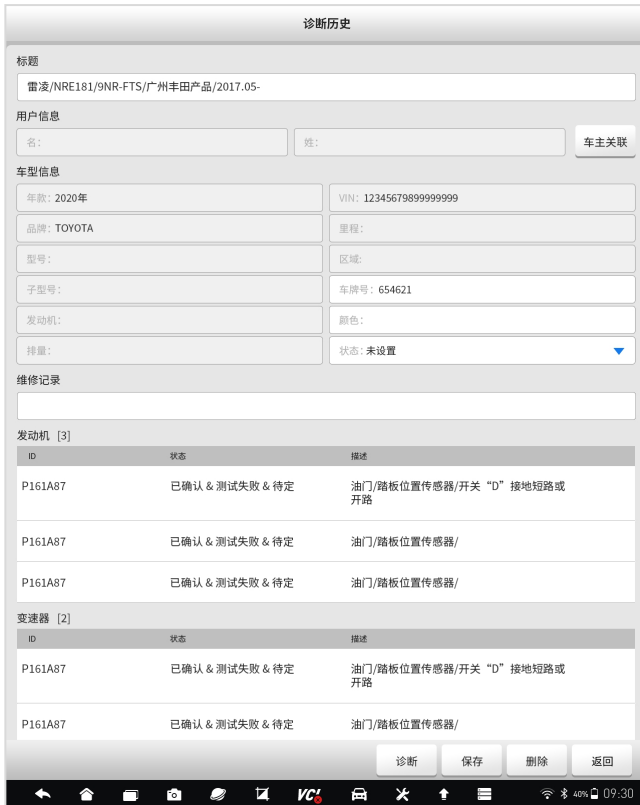 诊断历史
标题
雷凌/NRE181/9NR-FTS/广州丰田产品/2017.05-
用户信息
名: 姓: 车主关联
车型信息
年款: 2020年 VIN: 12345679899999999
品牌: TOYOTA 里程:
型号: 区域:
子型号: 车牌号: 654621
发动机: 颜色:
排量: 状态: 未设置
维修记录
发动机 [3]
ID 状态 描述
P161A87 已确认 & 测试失败 & 待定 油门/踏板位置传感器/开关“D”接地短路或
开路
P161A87 已确认 & 测试失败 & 待定 油门/踏板位置传感器/
P161A87 已确认 & 测试失败 & 待定 油门/踏板位置传感器/
变速器 [2]
ID 状态 描述
P161A87 已确认 & 测试失败 & 待定 油门/踏板位置传感器/开关“D”接地短路或
开路
P161A87 已确认 & 测试失败 & 待定 油门/踏板位置传感器/
诊断 保存 删除 返回
VCI 40% 09:30